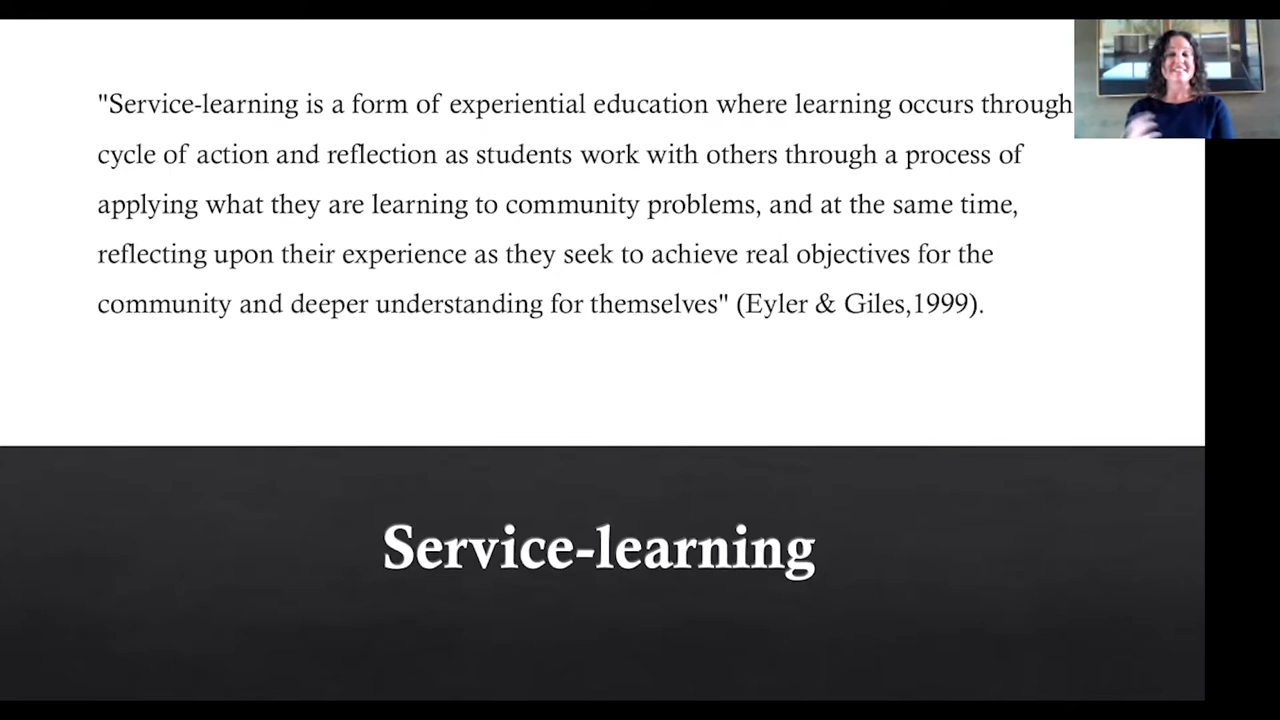 "Service-learning is a form of experiential education where learning occurs through
cycle of action and reflection as students work with others through a process of
applying what they are learning to community problems, and at the same time,
reflecting upon their experience as they seek to achieve real objectives for the
community and deeper understanding for themselves" (Eyler & Giles,1999).
Service-learning